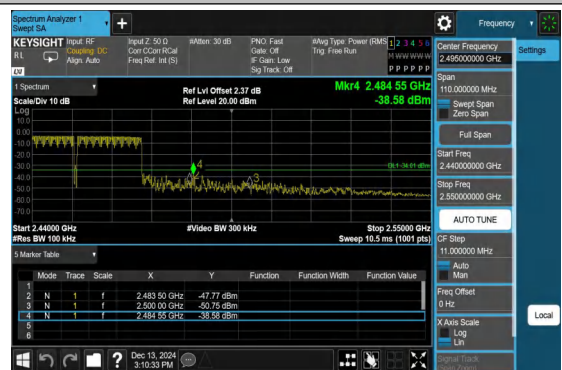 Spectrum Analyzer 1
Swept SA
Frequency
KEYSIGHT
RL
LXI
Input: RF
Coupling: DC
Align: Auto
Input Z: 50 Ω
Corr CCorr RCal
Freq Ref: Int (S)
#Atten: 30 dB
PNO: Fast
Gate: Off
IF Gain: Low
Sig Track: Off
#Avg Type: Power (RMS
Trig: Free Run
1 2 3 4 5 6
M W W W W W
P P P P P P
1 Spectrum
Scale/Div 10 dB
Log
Ref Lvl Offset 2.37 dB
Ref Level 20.00 dBm
Mkr4 2.484 55 GHz
-38.58 dBm
10.0
0.00
-10.0
-20.0
-30.0
-40.0
-50.0
-60.0
-70.0
4
3
DL1 -34.01 dBm
Start 2.44000 GHz
#Res BW 100 kHz
#Video BW 300 kHz
Stop 2.55000 GHz
Sweep 10.5 ms (1001 pts)
5 Marker Table
Mode Trace Scale X Y Function Function Width Function Value
1
2 N 1 f 2.483 50 GHz -47.77 dBm
3 N 1 f 2.500 00 GHz -50.75 dBm
4 N 1 f 2.484 55 GHz -38.58 dBm
5
6
Dec 13, 2024
3:10:33 PM
Center Frequency
2.495000000 GHz
Settings
Span
110.000000 MHz
Swept Span
Zero Span
Full Span
Start Freq
2.440000000 GHz
Stop Freq
2.550000000 GHz
AUTO TUNE
CF Step
11.000000 MHz
Auto
Man
Freq Offset
0 Hz
X Axis Scale
Log
Lin
Signal Track
Local